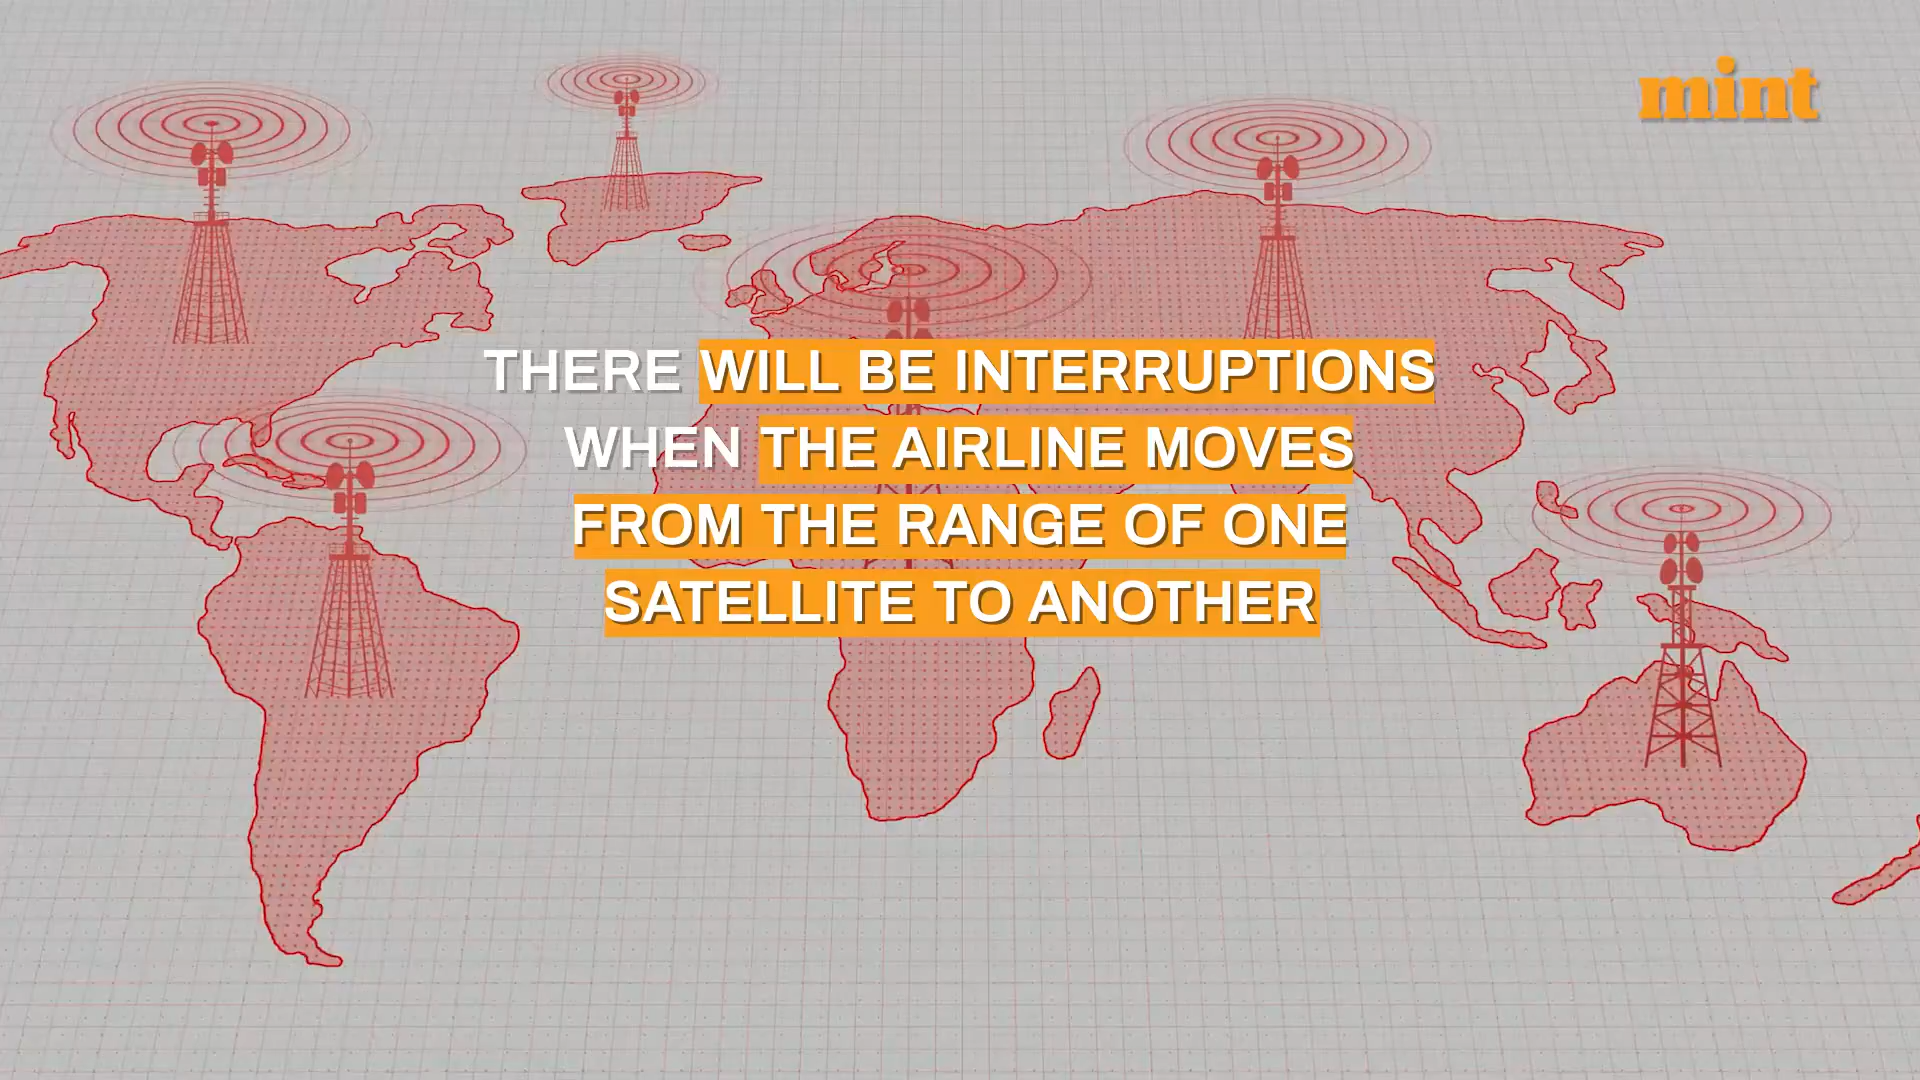 mint
THERE WILL BE INTERRUPTIONS
WHEN THE AIRLINE MOVES
FROM THE RANGE OF ONE
SATELLITE TO ANOTHER